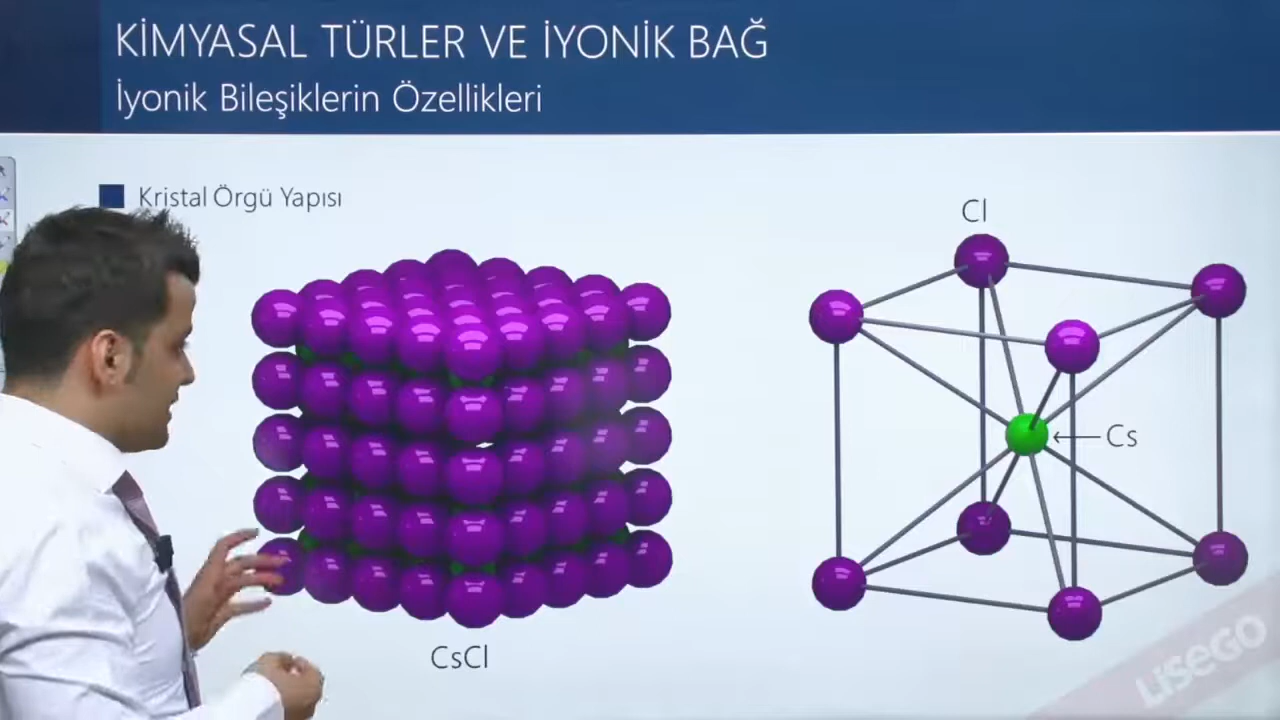 KİMYASAL TÜRLER VE İYONİK BAĞ
İyonik Bileşiklerin Özellikleri
Kristal Örgü Yapısı
Cl
Cs
CsCl
LiSEGO